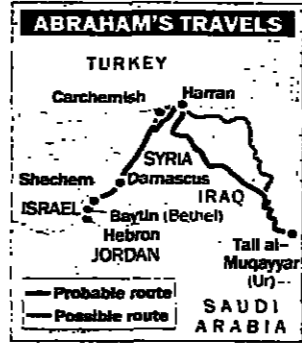 ABRAHAM'S TRAVELS
TURKEY
Carchemish
Harran
SYRIA
Shechem
Damascus
ISRAEL
IRAQ
Baytin (Bethel)
Hebron
JORDAN
Tall al-
Muqayyar
(Ur)
Probable route
Possible route
SAUDI
ARABIA